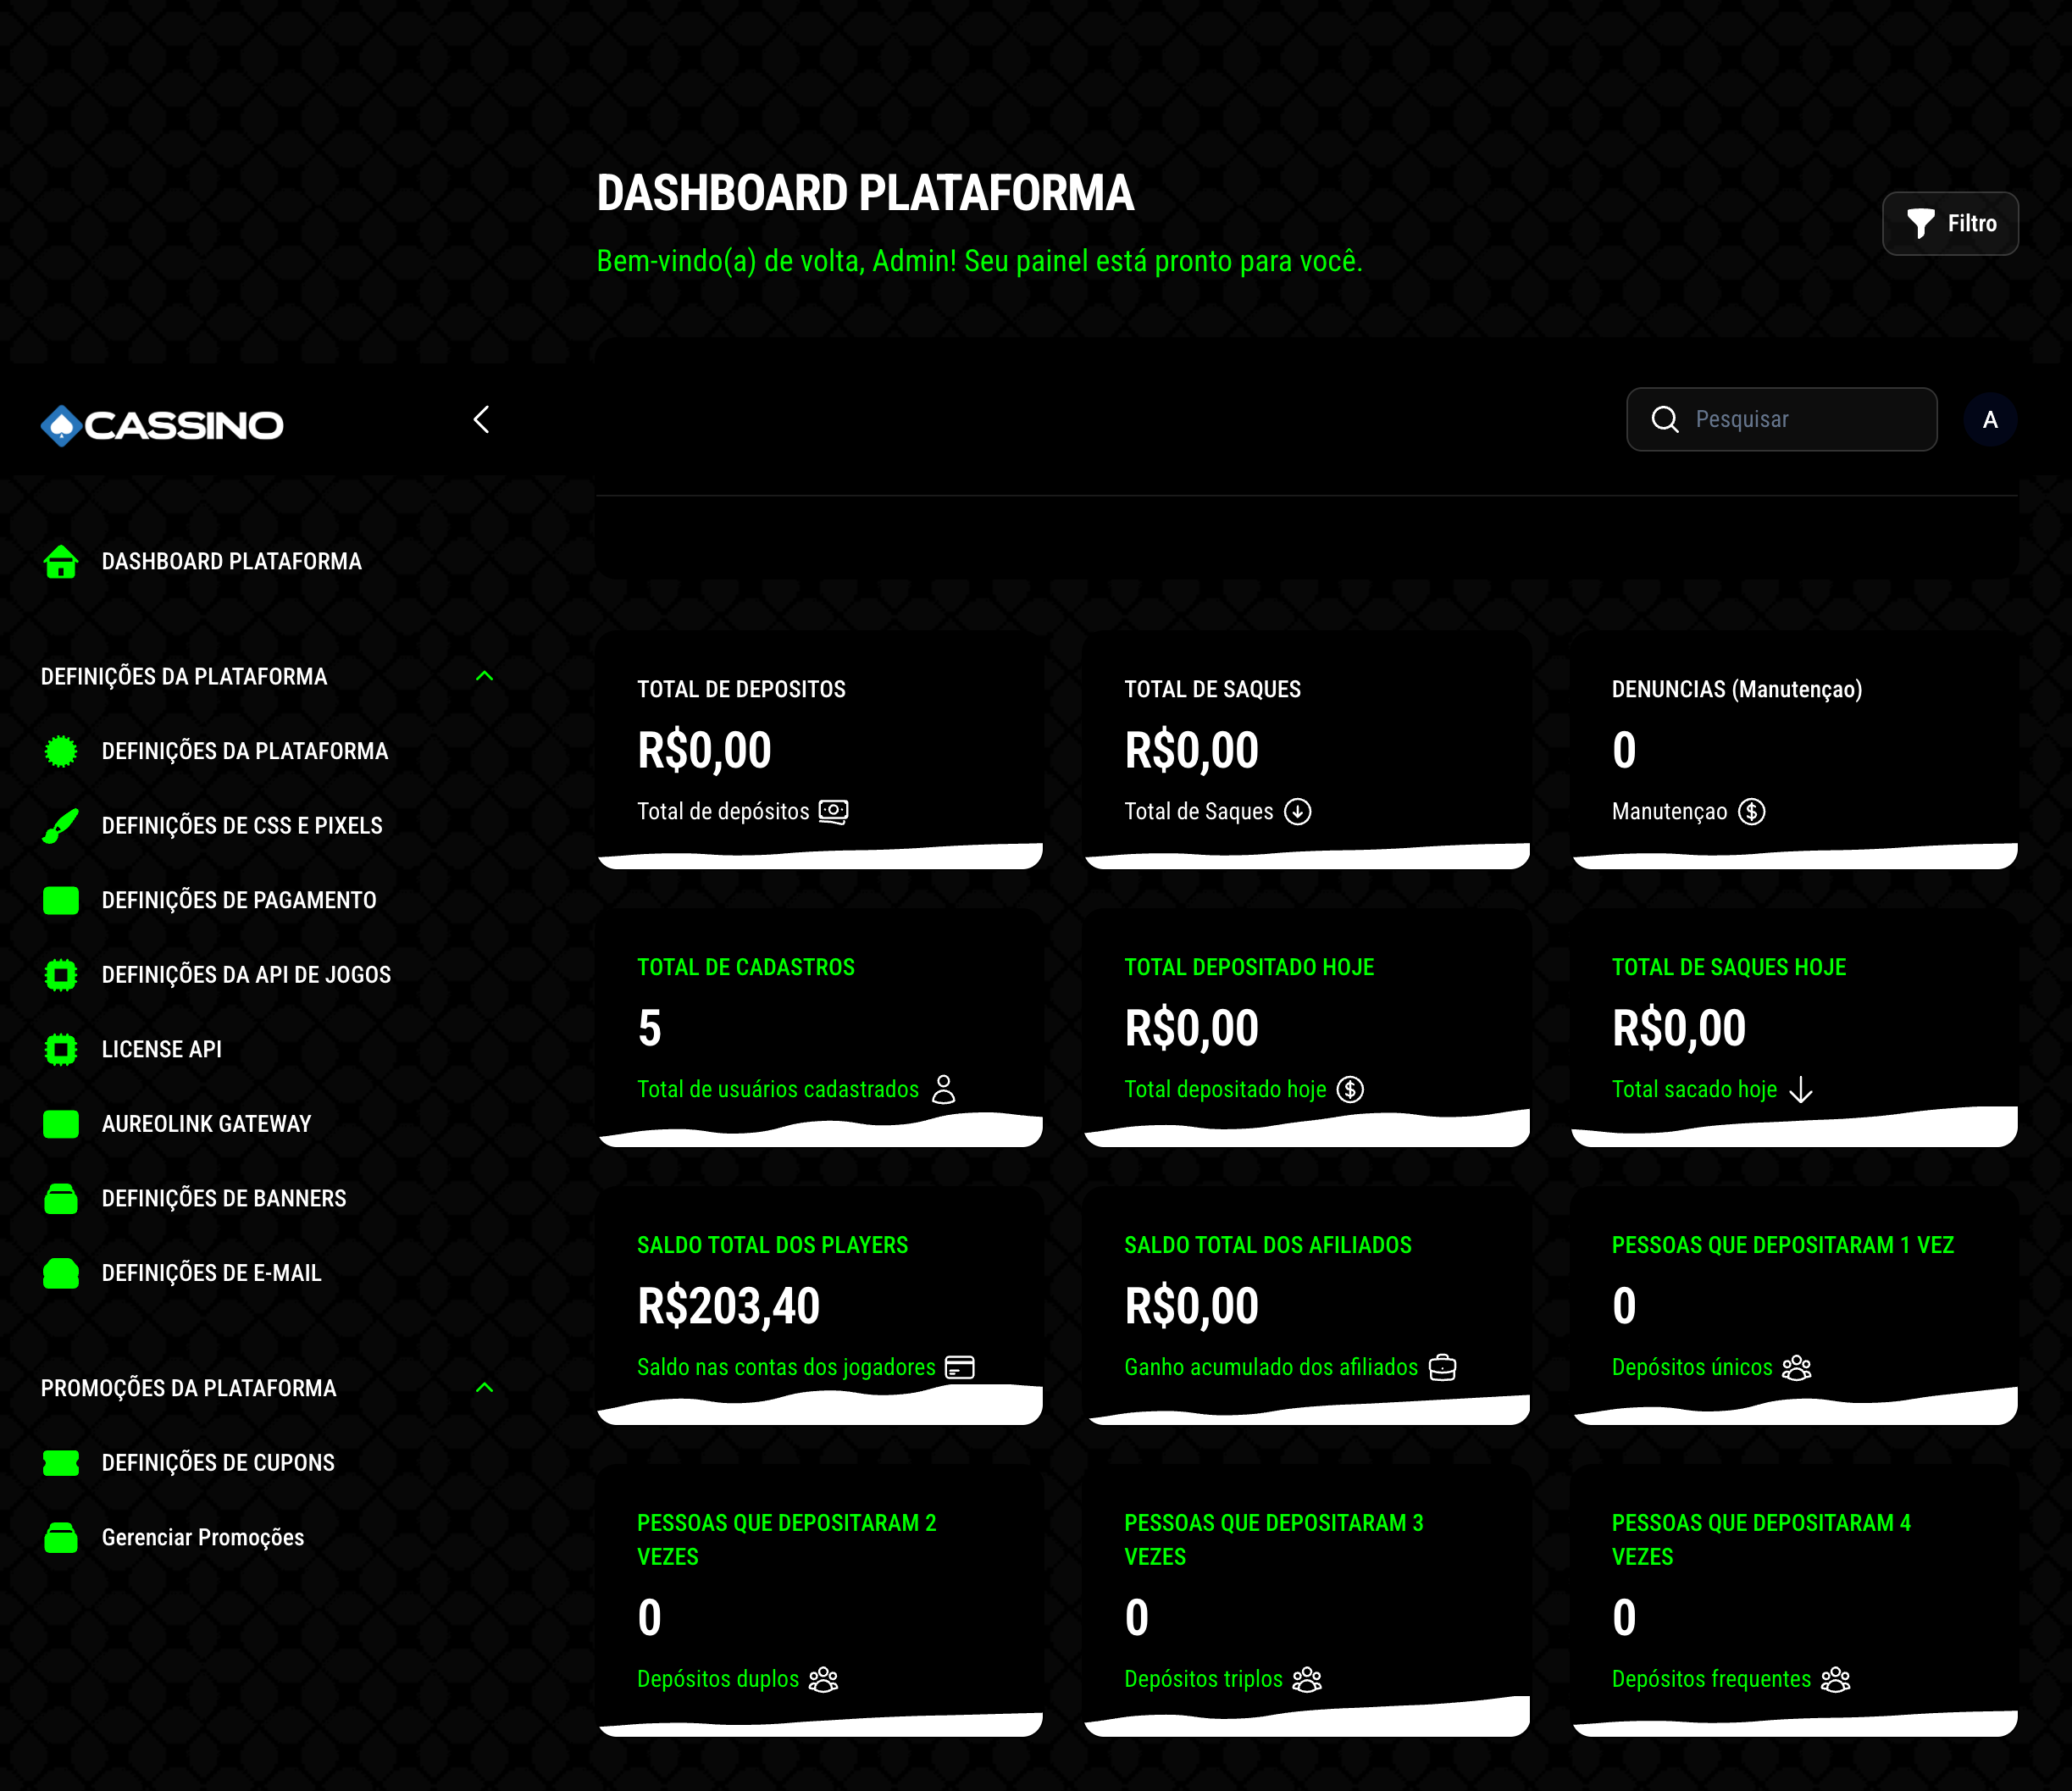 DASHBOARD PLATAFORMA
Bem-vindo(a) de volta, Admin! Seu painel está pronto para você.
Filtro
CASSINO
Pesquisar
A
DASHBOARD PLATAFORMA
DEFINIÇÕES DA PLATAFORMA
DEFINIÇÕES DA PLATAFORMA
DEFINIÇÕES DE CSS E PIXELS
DEFINIÇÕES DE PAGAMENTO
DEFINIÇÕES DA API DE JOGOS
LICENSE API
AUREOLINK GATEWAY
DEFINIÇÕES DE BANNERS
DEFINIÇÕES DE E-MAIL
PROMOÇÕES DA PLATAFORMA
DEFINIÇÕES DE CUPONS
Gerenciar Promoções
TOTAL DE DEPOSITOS
R$0,00
Total de depósitos
TOTAL DE SAQUES
R$0,00
Total de Saques
DENUNCIAS (Manutençao)
0
Manutençao
TOTAL DE CADASTROS
5
Total de usuários cadastrados
TOTAL DEPOSITADO HOJE
R$0,00
Total depositado hoje
TOTAL DE SAQUES HOJE
R$0,00
Total sacado hoje
SALDO TOTAL DOS PLAYERS
R$203,40
Saldo nas contas dos jogadores
SALDO TOTAL DOS AFILIADOS
R$0,00
Ganho acumulado dos afiliados
PESSOAS QUE DEPOSITARAM 1 VEZ
0
Depósitos únicos
PESSOAS QUE DEPOSITARAM 2
VEZES
0
Depósitos duplos
PESSOAS QUE DEPOSITARAM 3
VEZES
0
Depósitos triplos
PESSOAS QUE DEPOSITARAM 4
VEZES
0
Depósitos frequentes